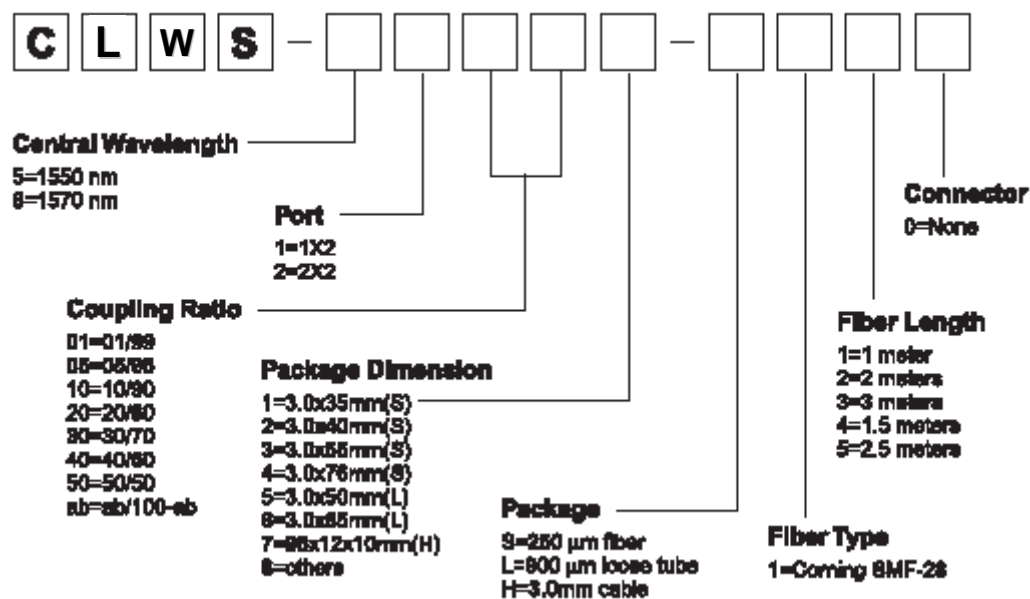 C L W S - -
Central Wavelength
5=1550 nm
6=1570 nm
Connector
0=None
Port
1=1X2
2=2X2
Coupling Ratio
01=01/99
05=05/95
10=10/90
20=20/80
30=30/70
40=40/60
50=50/50
ab=ab/100-ab
Fiber Length
1=1 meter
2=2 meters
3=3 meters
4=1.5 meters
5=2.5 meters
Package Dimension
1=3.0x35mm(S)
2=3.0x40mm(S)
3=3.0x55mm(S)
4=3.0x76mm(S)
5=3.0x50mm(L)
6=3.0x65mm(L)
7=95x12x10mm(H)
8=others
Package
S=250 µm fiber
L=900 µm loose tube
H=3.0mm cable
Fiber Type
1=Corning SMF-28